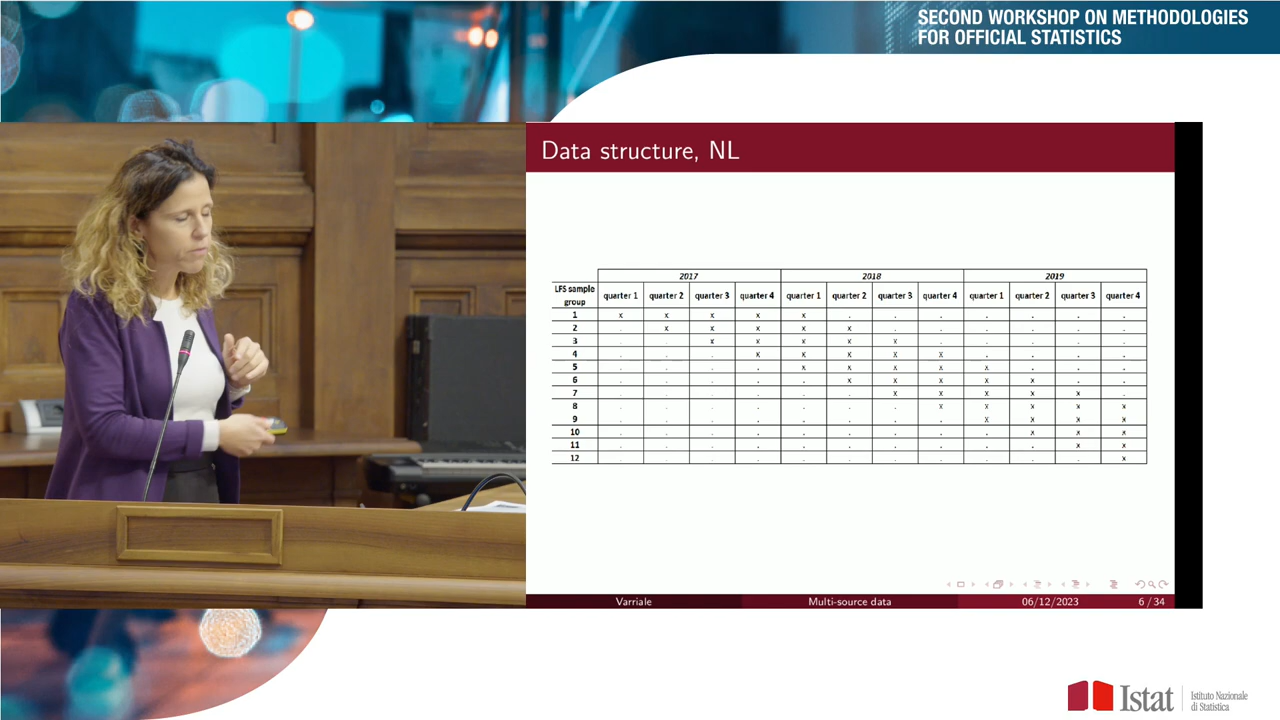 SECOND WORKSHOP ON METHODOLOGIES
FOR OFFICIAL STATISTICS
Data structure, NL
2017 2018 2019
LFS sample
group
quarter 1 quarter 2 quarter 3 quarter 4 quarter 1 quarter 2 quarter 3 quarter 4 quarter 1 quarter 2 quarter 3 quarter 4
1 x x x x x . . . . . . .
2 . x x x x x . . . . . .
3 . . x x x x x . . . . .
4 . . . x x x x x . . . .
5 . . . . x x x x x . . .
6 . . . . . x x x x x . .
7 . . . . . . x x x x x .
8 . . . . . . . x x x x x
9 . . . . . . . . x x x x
10 . . . . . . . . . x x x
11 . . . . . . . . . . x x
12 . . . . . . . . . . . x
Varriale Multi-source data 06/12/2023 6 / 34
Istat Istituto Nazionale
di Statistica